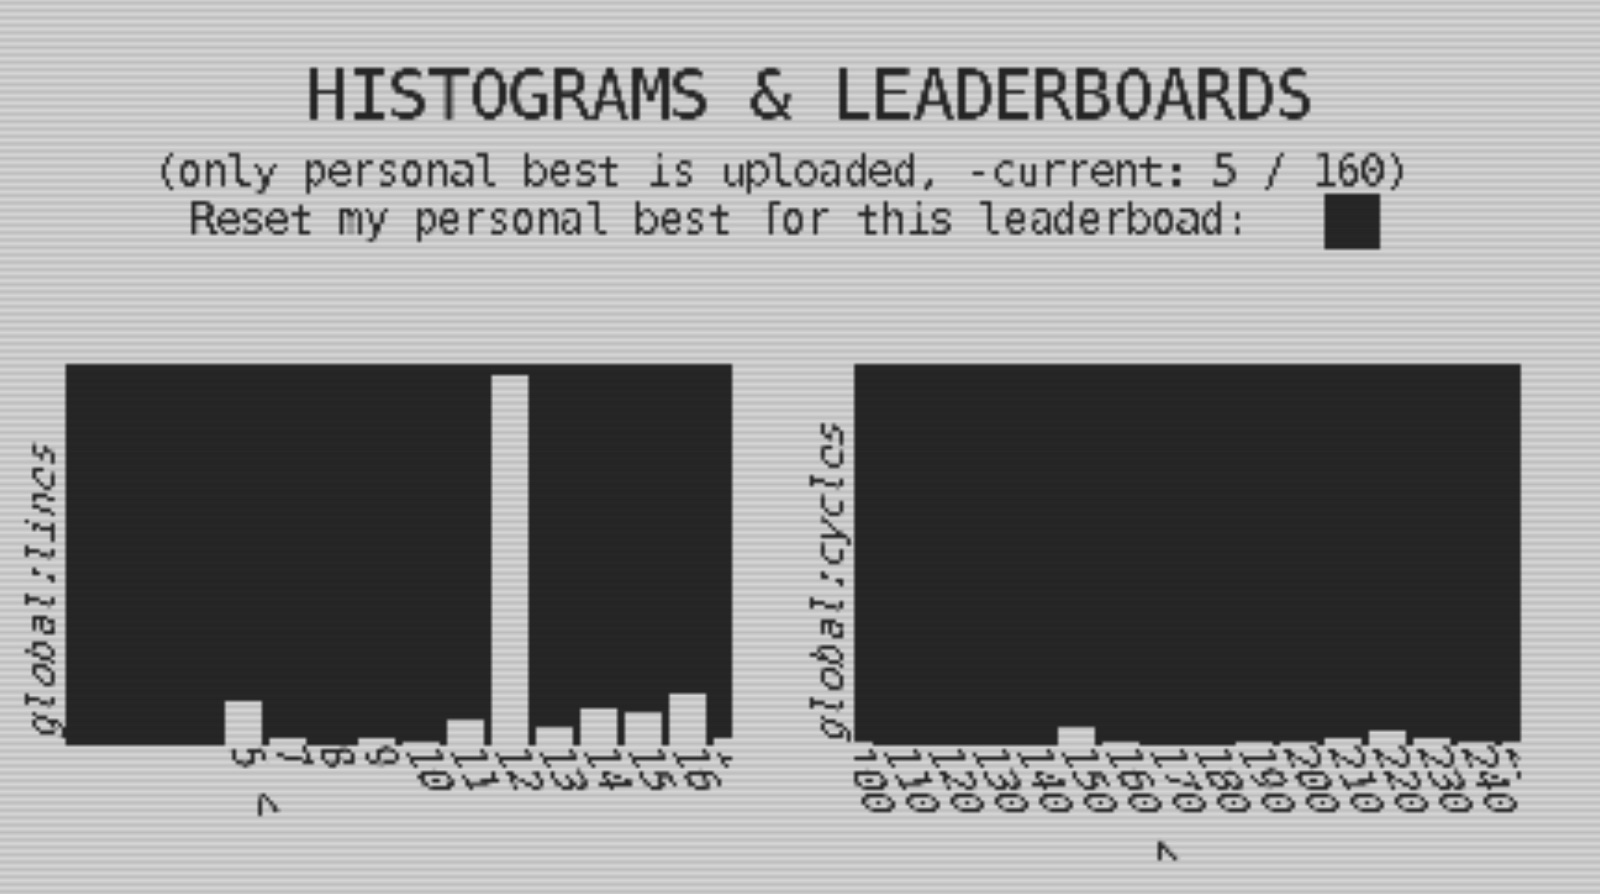 HISTOGRAMS & LEADERBOARDS
(only personal best is uploaded, -current: 5 / 160)
Reset my personal best for this leaderboad:
global:lines
5 7 8 9 10 11 12 13 14 15 16
^
global:cycles
100 110 120 130 140 150 160 170 180 190 200 210 220 230 240
^